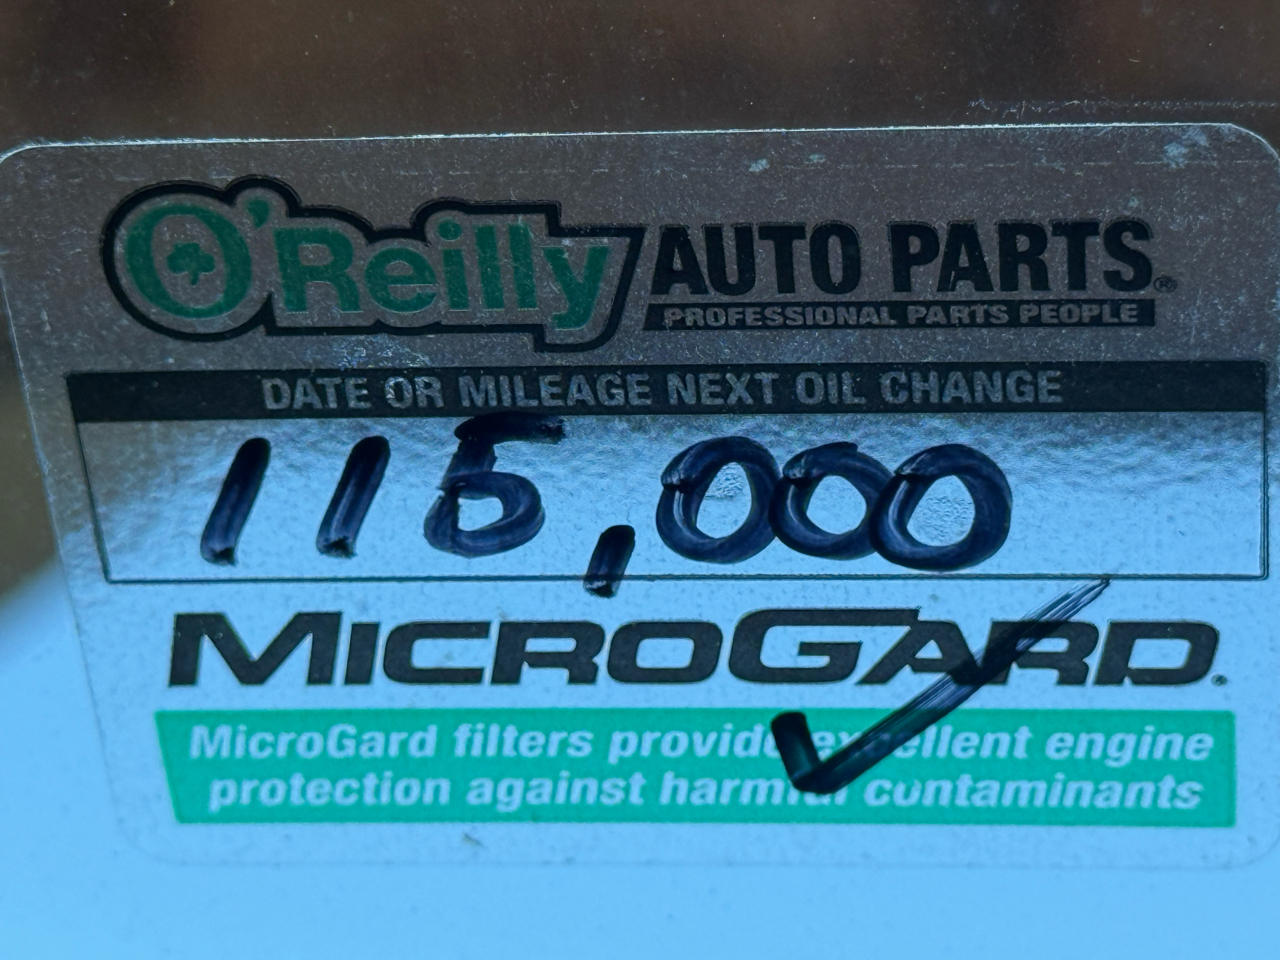 O'Reilly AUTO PARTS®
PROFESSIONAL PARTS PEOPLE
DATE OR MILEAGE NEXT OIL CHANGE
115,000
MICROGARD®
MicroGard filters provide excellent engine
protection against harmful contaminants